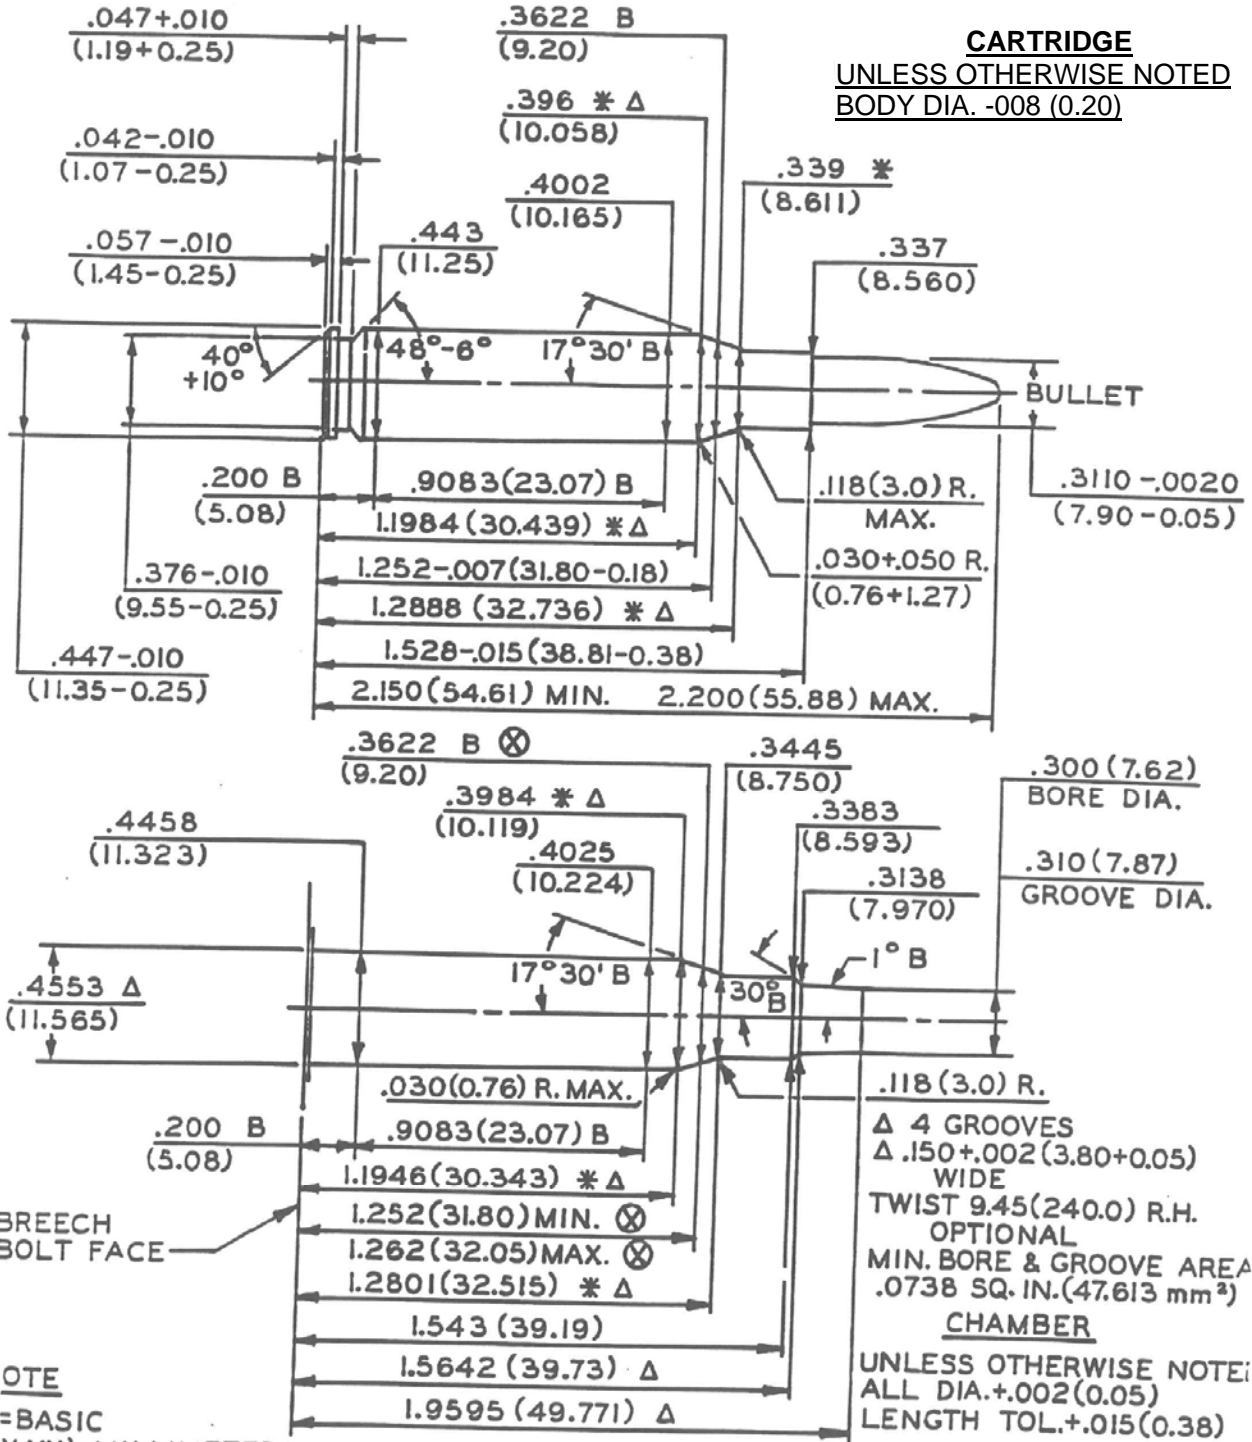 .047+.010
(1.19+0.25)
.3622 B
(9.20)
CARTRIDGE
UNLESS OTHERWISE NOTED
BODY DIA. -008 (0.20)
.396 * Δ
(10.058)
.042-.010
(1.07-0.25)
.339 *
(8.611)
.4002
(10.165)
.057-.010
(1.45-0.25)
.443
(11.25)
.337
(8.560)
40°
+10°
48°-6°
17°30' B
BULLET
.200 B
(5.08)
.9083(23.07) B
.118(3.0) R.
MAX.
.3110-.0020
(7.90-0.05)
1.1984 (30.439) * Δ
.376-.010
(9.55-0.25)
1.252-.007(31.80-0.18)
.030+.050 R.
(0.76+1.27)
1.2888 (32.736) * Δ
.447-.010
(11.35-0.25)
1.528-.015(38.81-0.38)
2.150(54.61) MIN. 2.200(55.88) MAX.
.3622 B ⊗
(9.20)
.3445
(8.750)
.300(7.62)
BORE DIA.
.3984 * Δ
(10.119)
.3383
(8.593)
.4458
(11.323)
.4025
(10.224)
.310(7.87)
GROOVE DIA.
.3138
(7.970)
17°30' B
30°
B
1° B
.4553 Δ
(11.565)
.030(0.76) R. MAX.
.118(3.0) R.
.200 B
(5.08)
.9083(23.07) B
Δ 4 GROOVES
Δ .150+.002(3.80+0.05)
WIDE
TWIST 9.45(240.0) R.H.
OPTIONAL
MIN. BORE & GROOVE AREA
.0738 SQ. IN.(47.613 mm²)
1.1946(30.343) * Δ
BREECH
BOLT FACE
1.252(31.80) MIN. ⊗
1.262(32.05) MAX. ⊗
1.2801(32.515) * Δ
1.543 (39.19)
1.5642 (39.73) Δ
1.9595 (49.771) Δ
CHAMBER
UNLESS OTHERWISE NOTE
ALL DIA.+.002(0.05)
LENGTH TOL.+.015(0.38)
OTE
=BASIC